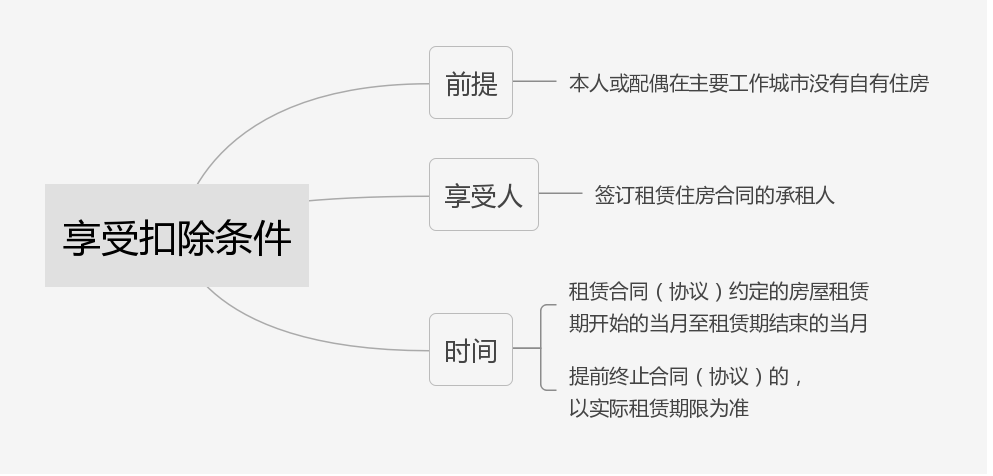 享受扣除条件
前提
本人或配偶在主要工作城市没有自有住房
享受人
签订租赁住房合同的承租人
时间
租赁合同（协议）约定的房屋租赁
期开始的当月至租赁期结束的当月
提前终止合同（协议）的，
以实际租赁期限为准